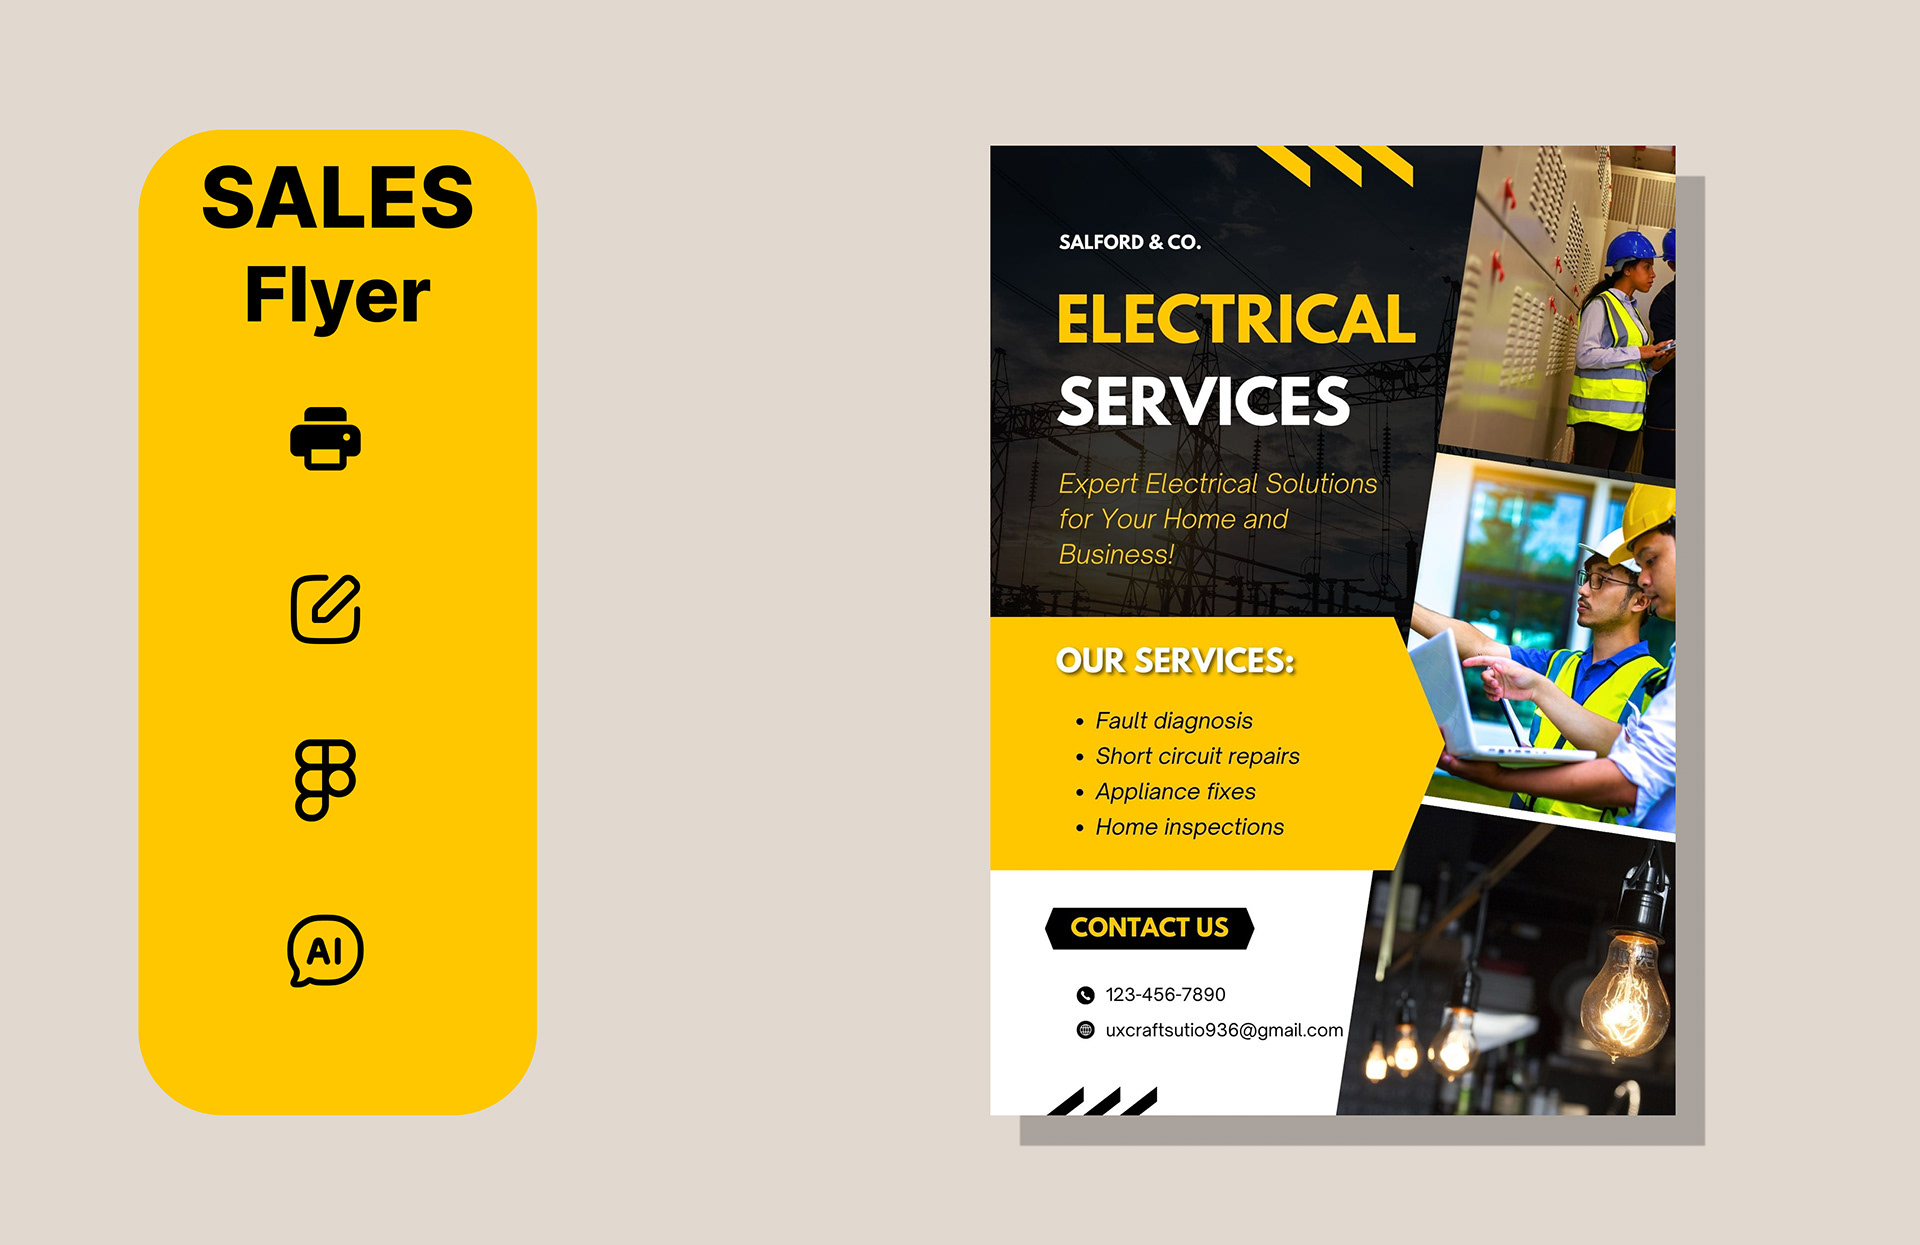 SALES
Flyer
AI
SALFORD & CO.
ELECTRICAL
SERVICES
Expert Electrical Solutions
for Your Home and
Business!
OUR SERVICES:
• Fault diagnosis
• Short circuit repairs
• Appliance fixes
• Home inspections
CONTACT US
123-456-7890
uxcraftsutio936@gmail.com